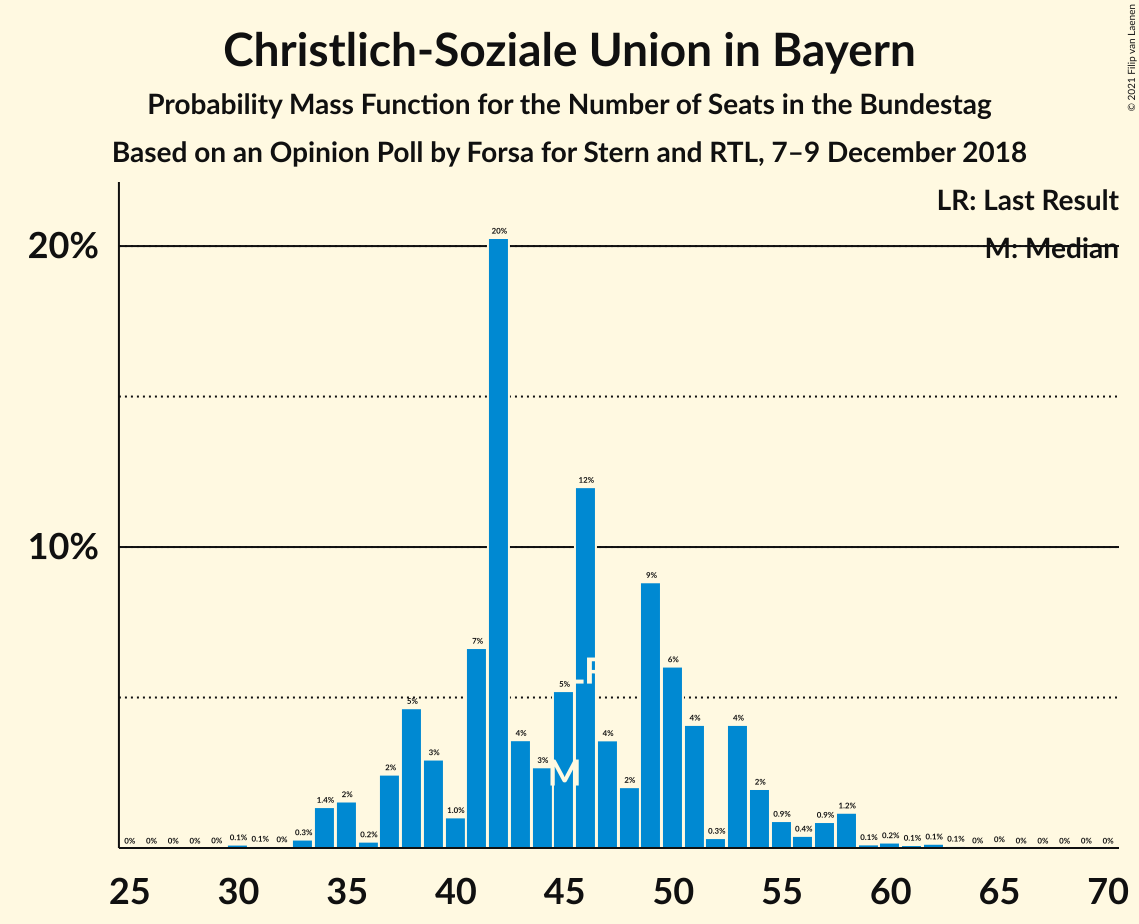 Christlich-Soziale Union in Bayern
Probability Mass Function for the Number of Seats in the Bundestag
Based on an Opinion Poll by Forsa for Stern and RTL, 7–9 December 2018
© 2021 Filip van Laenen
LR: Last Result
M: Median
20%
10%
0% 0% 0% 0% 0% 0.1% 0.1% 0% 0.3% 1.4% 2% 0.2% 2% 5% 3% 1.0% 7% 20% 4% 3% 5% 12% 4% 2% 9% 6% 4% 0.3% 4% 2% 0.9% 0.4% 0.9% 1.2% 0.1% 0.2% 0.1% 0.1% 0.1% 0% 0% 0% 0% 0% 0% 0%
LR
M
25 30 35 40 45 50 55 60 65 70